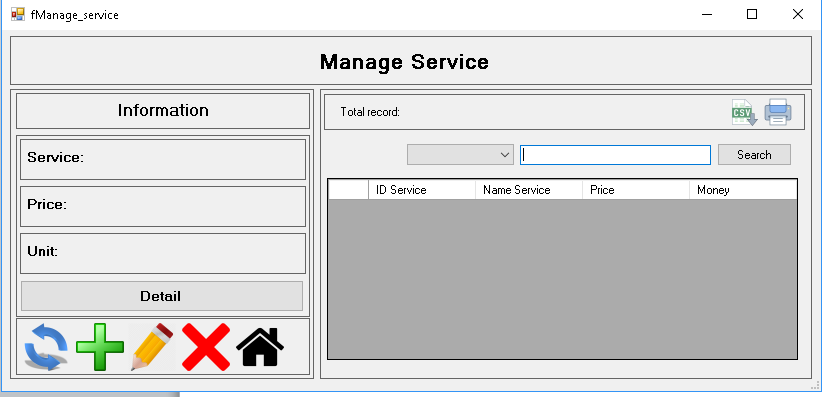 fManage_service
Manage Service
Information
Service:
Price:
Unit:
Detail
Total record:
CSV
Search
ID Service Name Service Price Money